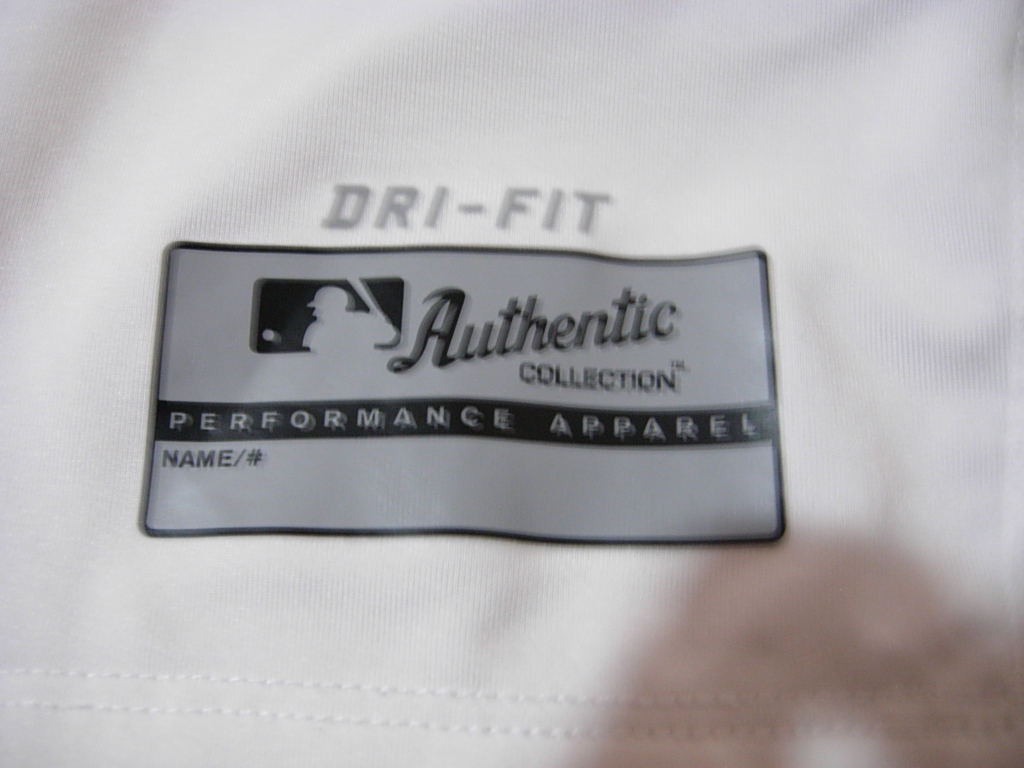 DRI-FIT
Authentic
COLLECTION™
PERFORMANCE APPAREL
NAME/#